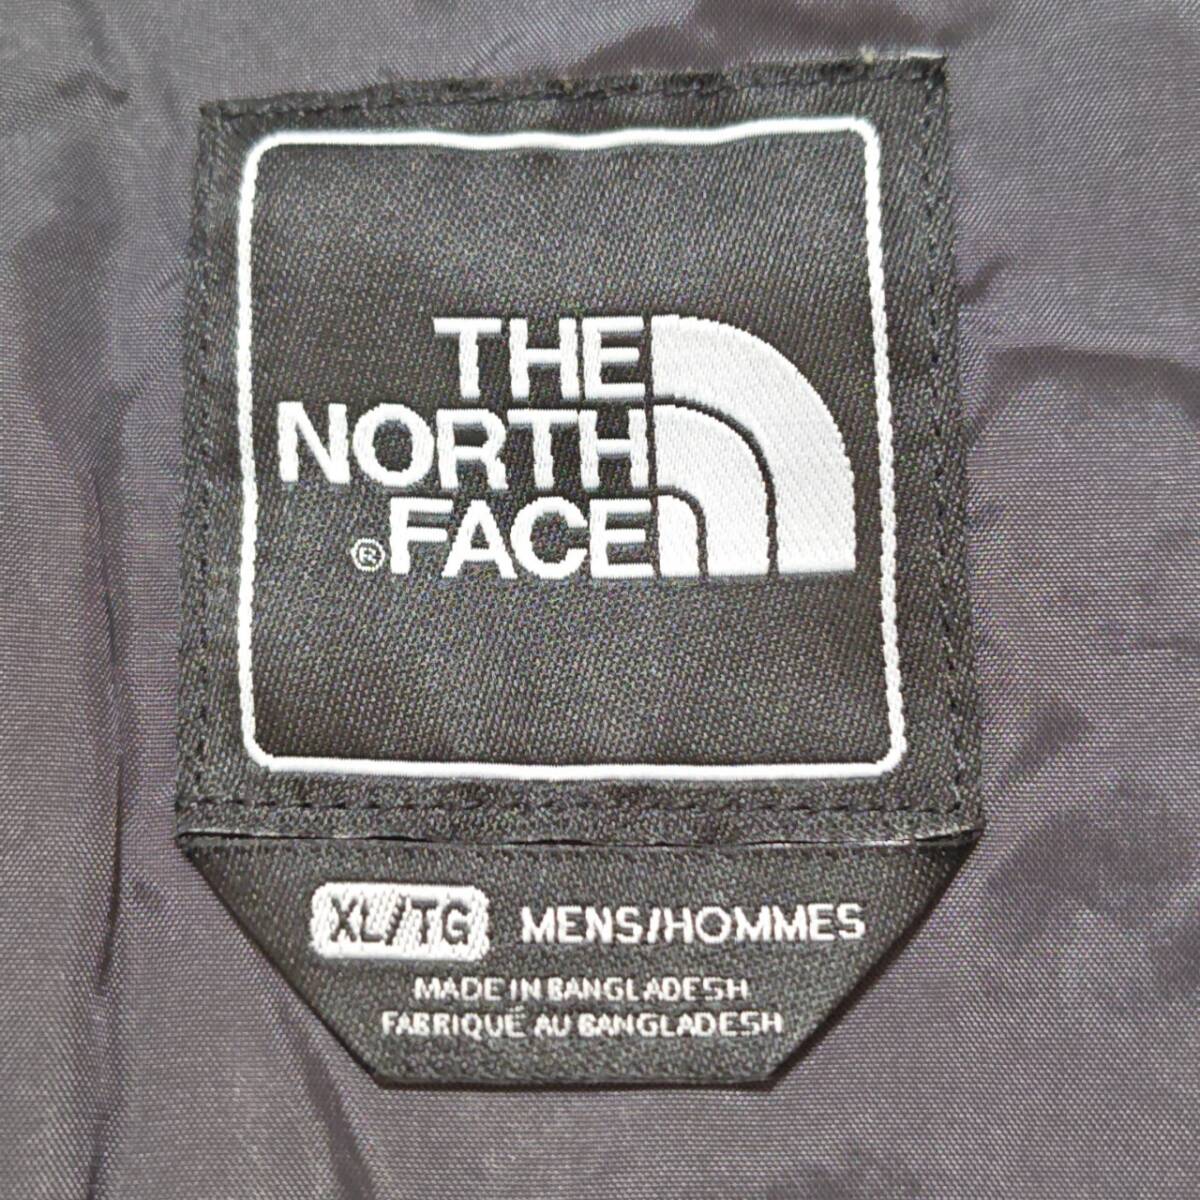 THE
NORTH
®FACE
XL/TG MENS/HOMMES
MADE IN BANGLADESH
FABRIQUÉ AU BANGLADESH